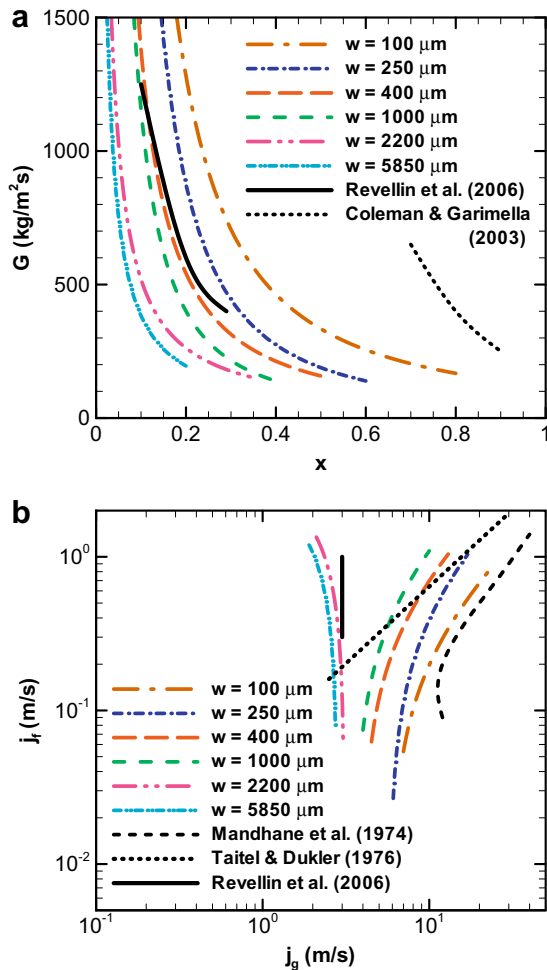 a
1500
1000
500
0
G (kg/m²s)
w = 100 μm
w = 250 μm
w = 400 μm
w = 1000 μm
w = 2200 μm
w = 5850 μm
Revellin et al. (2006)
Coleman & Garimella
(2003)
0 0.2 0.4 0.6 0.8 1
x
b
10⁰
10⁻¹
10⁻²
j_f (m/s)
w = 100 μm
w = 250 μm
w = 400 μm
w = 1000 μm
w = 2200 μm
w = 5850 μm
Mandhane et al. (1974)
Taitel & Dukler (1976)
Revellin et al. (2006)
10⁻¹ 10⁰ 10¹
j_g (m/s)